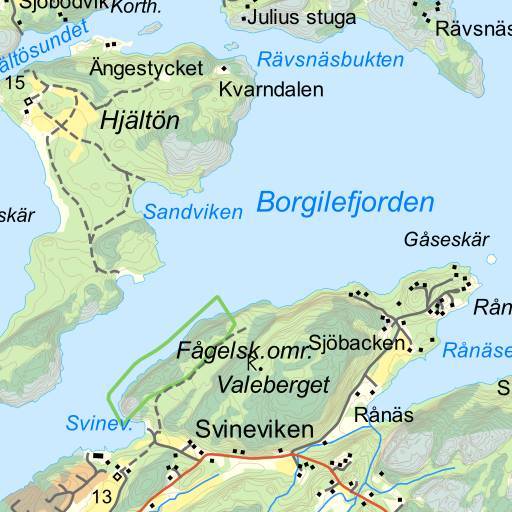 Sjöbodvik
Korth.
Julius stuga
Rävsnäs
ältösundet
Rävsnäsbukten
Ängestycket
15
Kvarndalen
Hjältön
Borgilefjorden
Sandviken
skär
Gåseskär
Rån
Sjöbacken
Fågelsk.omr.
K.
Rånäse
Valeberget
S
Rånäs
Svinev.
Svineviken
13